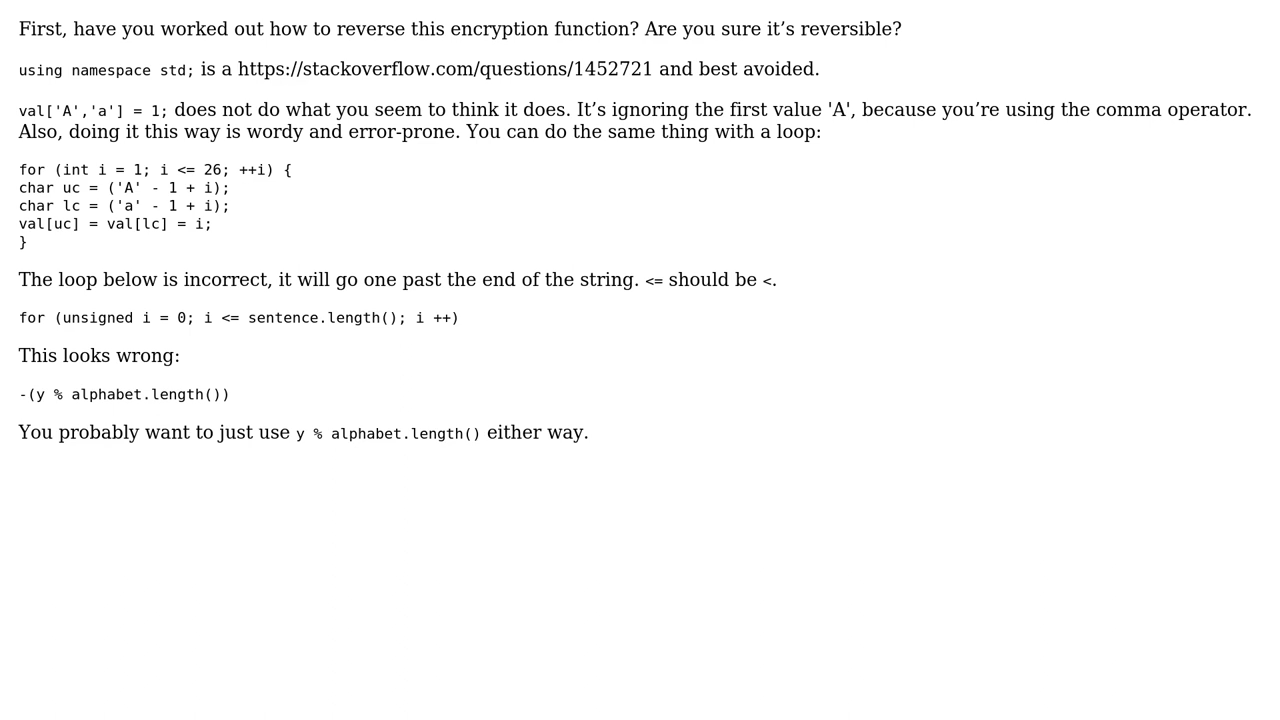 First, have you worked out how to reverse this encryption function? Are you sure it’s reversible?
using namespace std; is a https://stackoverflow.com/questions/1452721 and best avoided.
val['A','a'] = 1; does not do what you seem to think it does. It’s ignoring the first value 'A', because you’re using the comma operator.
Also, doing it this way is wordy and error-prone. You can do the same thing with a loop:
for (int i = 1; i <= 26; ++i) {
char uc = ('A' - 1 + i);
char lc = ('a' - 1 + i);
val[uc] = val[lc] = i;
}
The loop below is incorrect, it will go one past the end of the string. <= should be <.
for (unsigned i = 0; i <= sentence.length(); i ++)
This looks wrong:
-(y % alphabet.length())
You probably want to just use y % alphabet.length() either way.